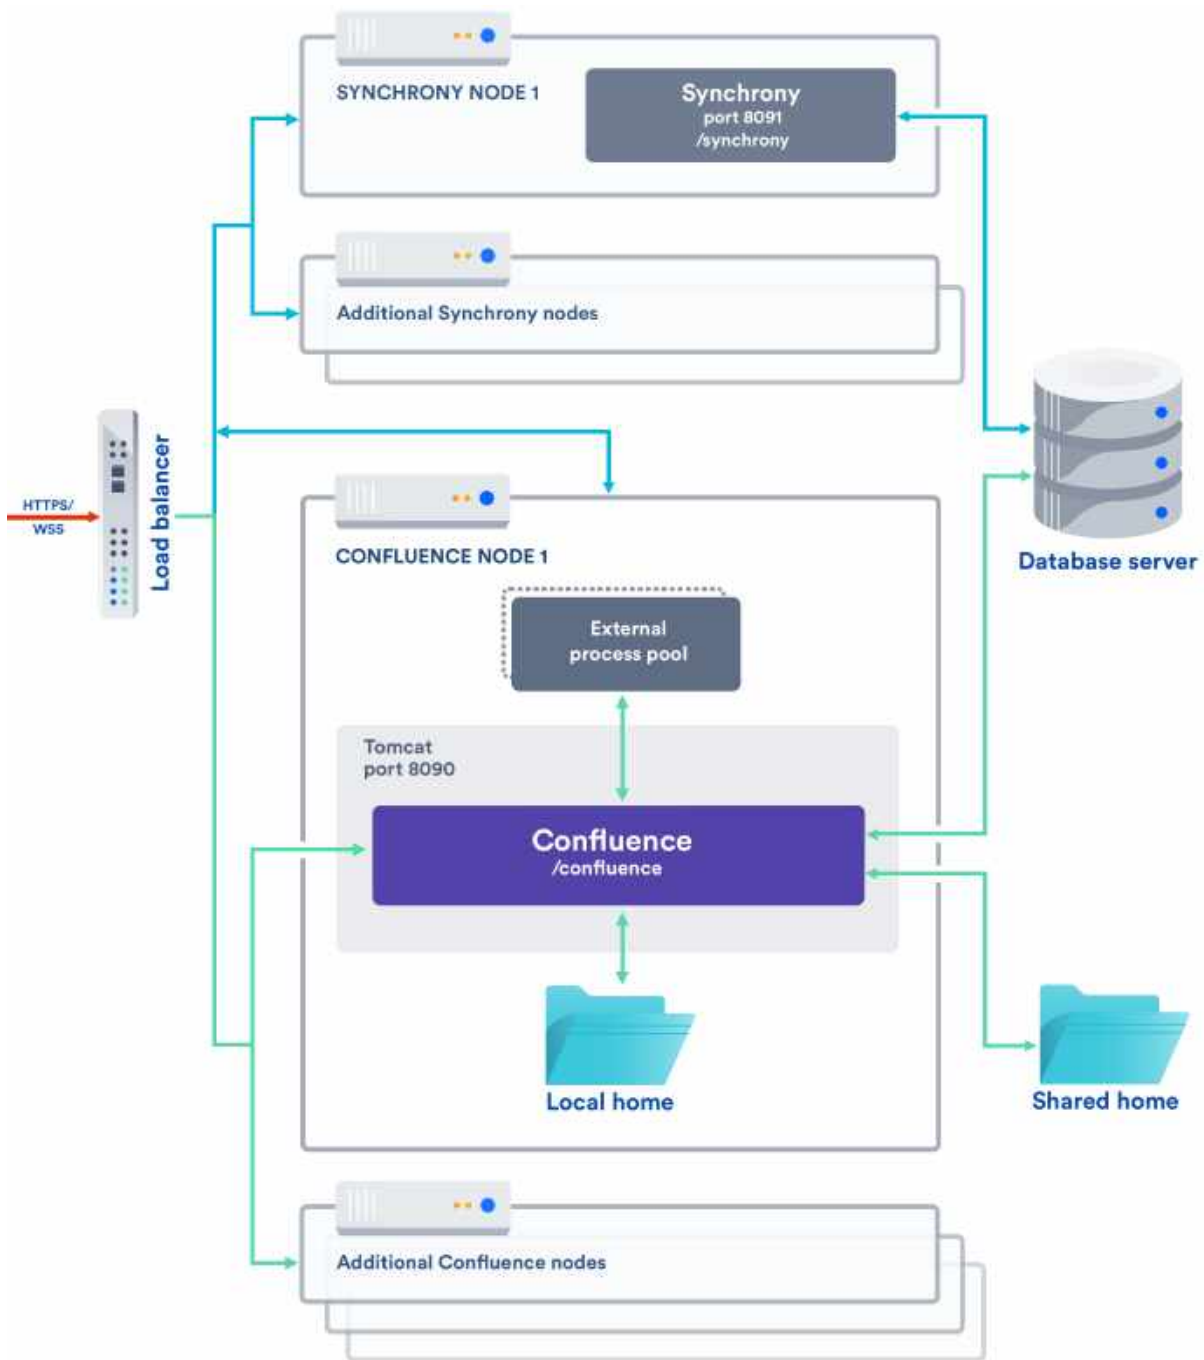 SYNCHRONY NODE 1
Synchrony
port 8091
/synchrony
Additional Synchrony nodes
HTTPS/
WSS
Load balancer
CONFLUENCE NODE 1
Database server
External
process pool
Tomcat
port 8090
Confluence
/confluence
Local home
Shared home
Additional Confluence nodes